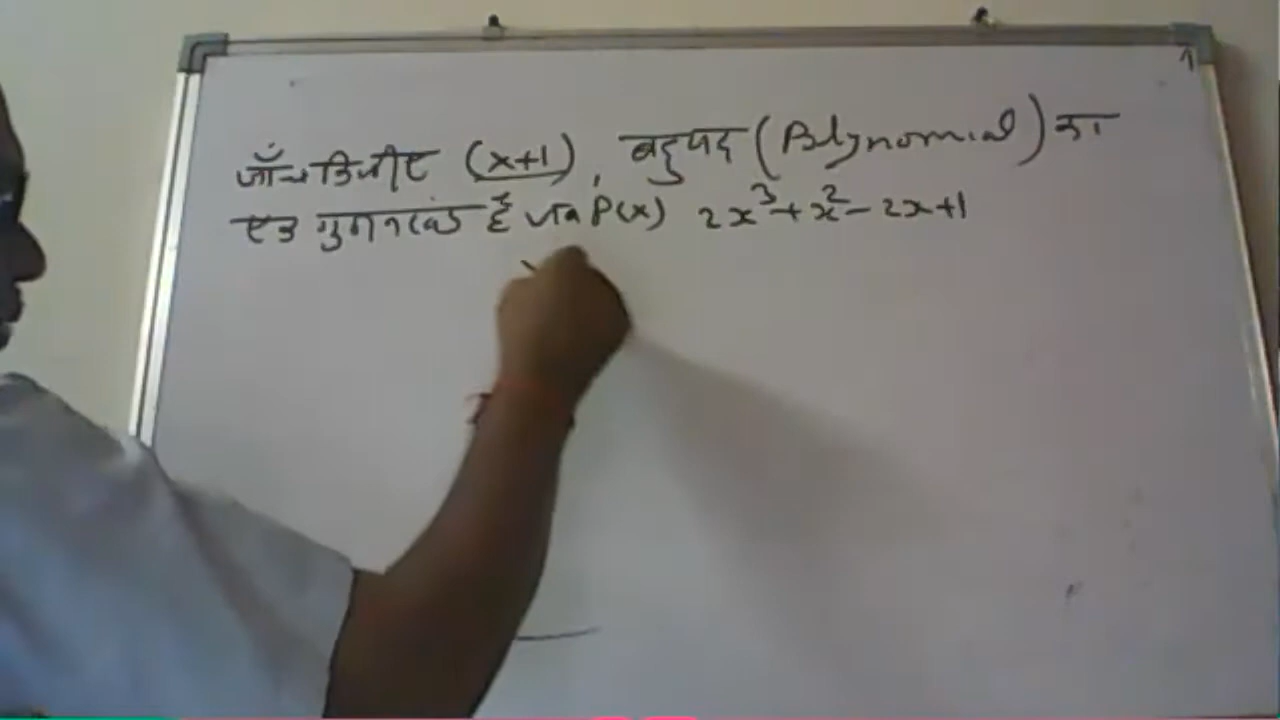 जाँच कीजीए (x+1), बहुपद (Polynomial) का
एक गुणनखंड है P(x) 2x³+x²-2x+1